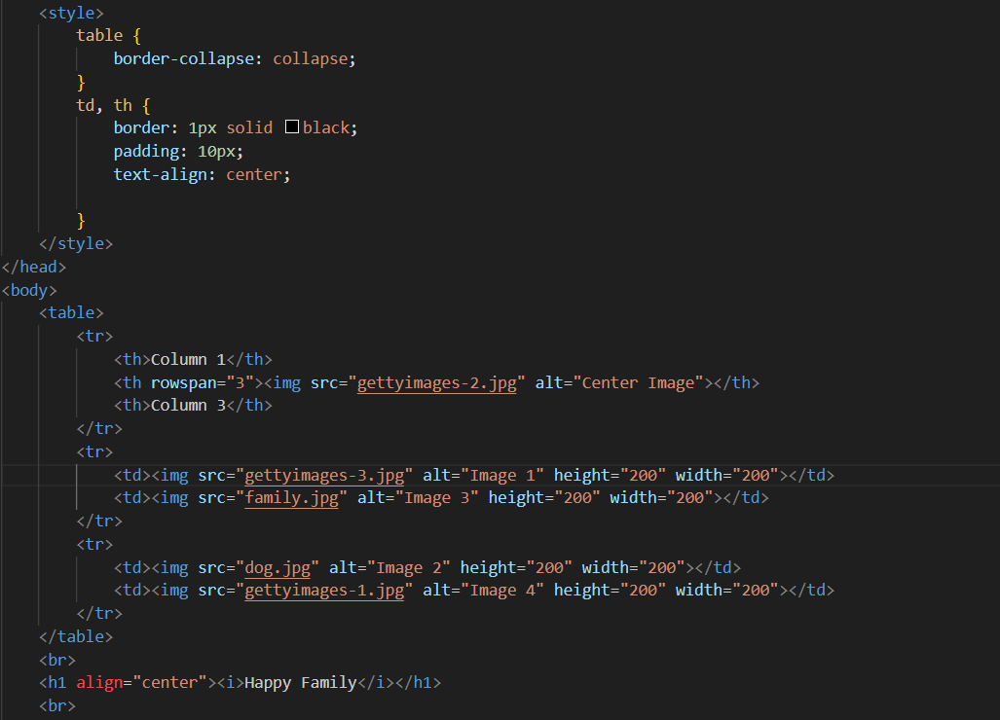 <style>
table {
border-collapse: collapse;
}
td, th {
border: 1px solid black;
padding: 10px;
text-align: center;
}
</style>
</head>
<body>
<table>
<tr>
<th>Column 1</th>
<th rowspan="3"><img src="gettyimages-2.jpg" alt="Center Image"></th>
<th>Column 3</th>
</tr>
<tr>
<td><img src="gettyimages-3.jpg" alt="Image 1" height="200" width="200"></td>
<td><img src="family.jpg" alt="Image 3" height="200" width="200"></td>
</tr>
<tr>
<td><img src="dog.jpg" alt="Image 2" height="200" width="200"></td>
<td><img src="gettyimages-1.jpg" alt="Image 4" height="200" width="200"></td>
</tr>
</table>
<br>
<h1 align="center"><i>Happy Family</i></h1>
<br>